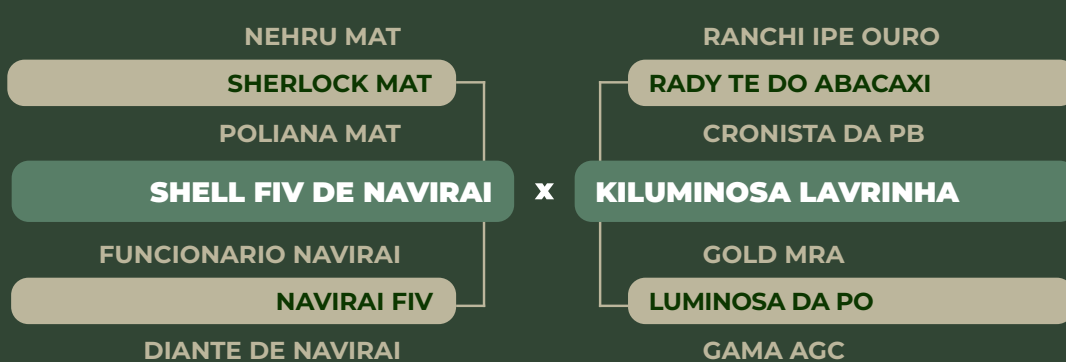 NEHRU MAT
SHERLOCK MAT
POLIANA MAT
SHELL FIV DE NAVIRAI
FUNCIONARIO NAVIRAI
NAVIRAI FIV
DIANTE DE NAVIRAI
x
RANCHI IPE OURO
RADY TE DO ABACAXI
CRONISTA DA PB
KILUMINOSA LAVRINHA
GOLD MRA
LUMINOSA DA PO
GAMA AGC